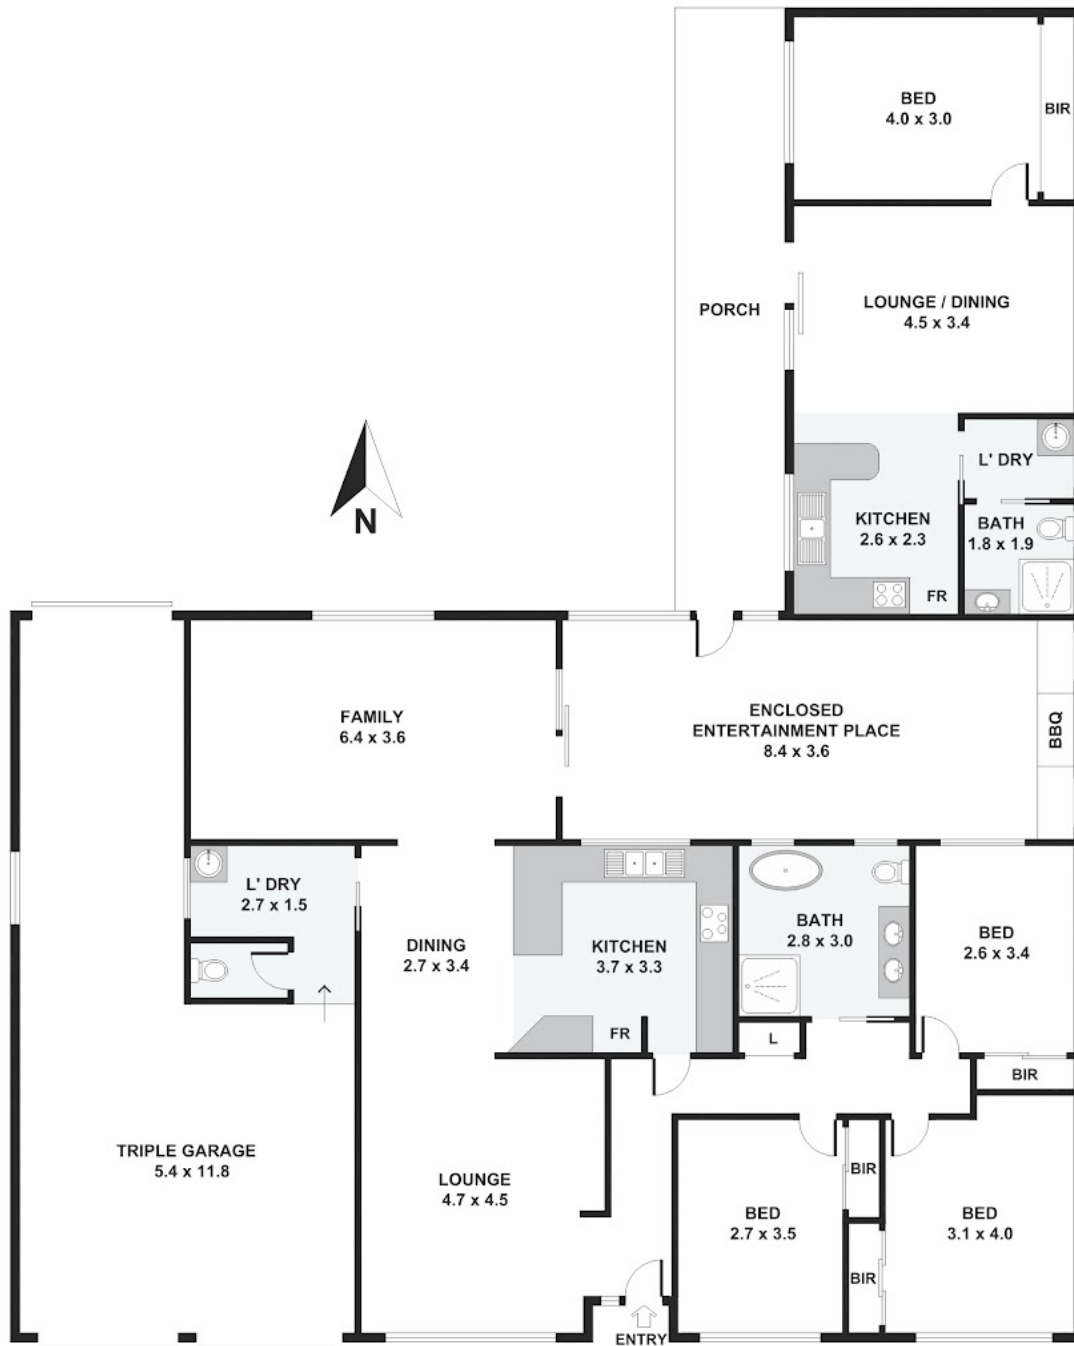 BED
4.0 x 3.0
BIR
PORCH
LOUNGE / DINING
4.5 x 3.4
L' DRY
KITCHEN
2.6 x 2.3
BATH
1.8 x 1.9
FR
N
FAMILY
6.4 x 3.6
ENCLOSED
ENTERTAINMENT PLACE
8.4 x 3.6
BBQ
L' DRY
2.7 x 1.5
DINING
2.7 x 3.4
KITCHEN
3.7 x 3.3
FR
BATH
2.8 x 3.0
L
BED
2.6 x 3.4
BIR
TRIPLE GARAGE
5.4 x 11.8
LOUNGE
4.7 x 4.5
BED
2.7 x 3.5
BIR
BIR
BED
3.1 x 4.0
ENTRY